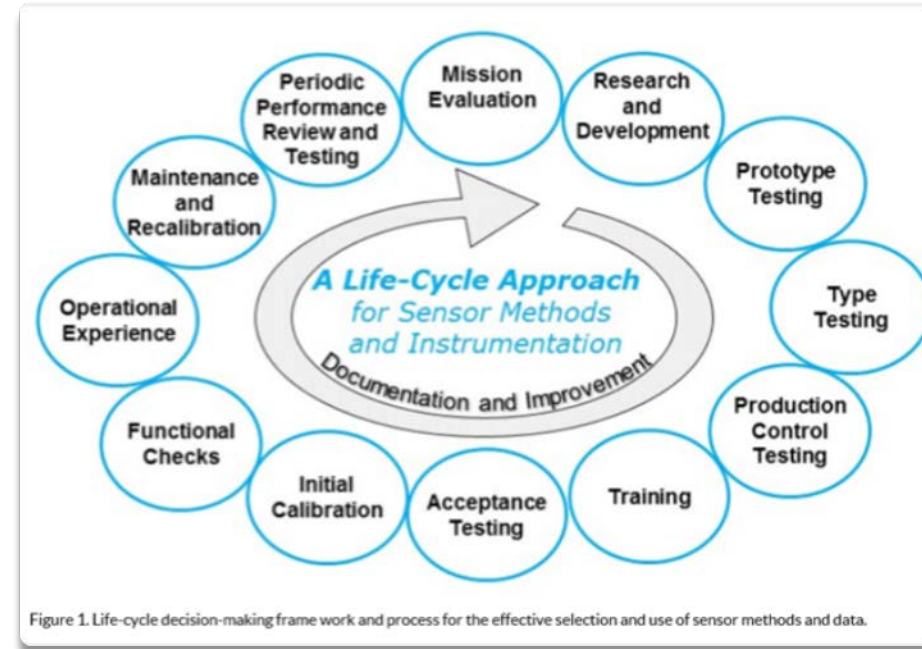 Mission
Evaluation
Research
and
Development
Prototype
Testing
Type
Testing
Production
Control
Testing
Training
Acceptance
Testing
Initial
Calibration
Functional
Checks
Operational
Experience
Maintenance
and
Recalibration
Periodic
Performance
Review and
Testing
A Life-Cycle Approach
for Sensor Methods
and Instrumentation
Documentation and Improvement
Figure 1. Life-cycle decision-making frame work and process for the effective selection and use of sensor methods and data.